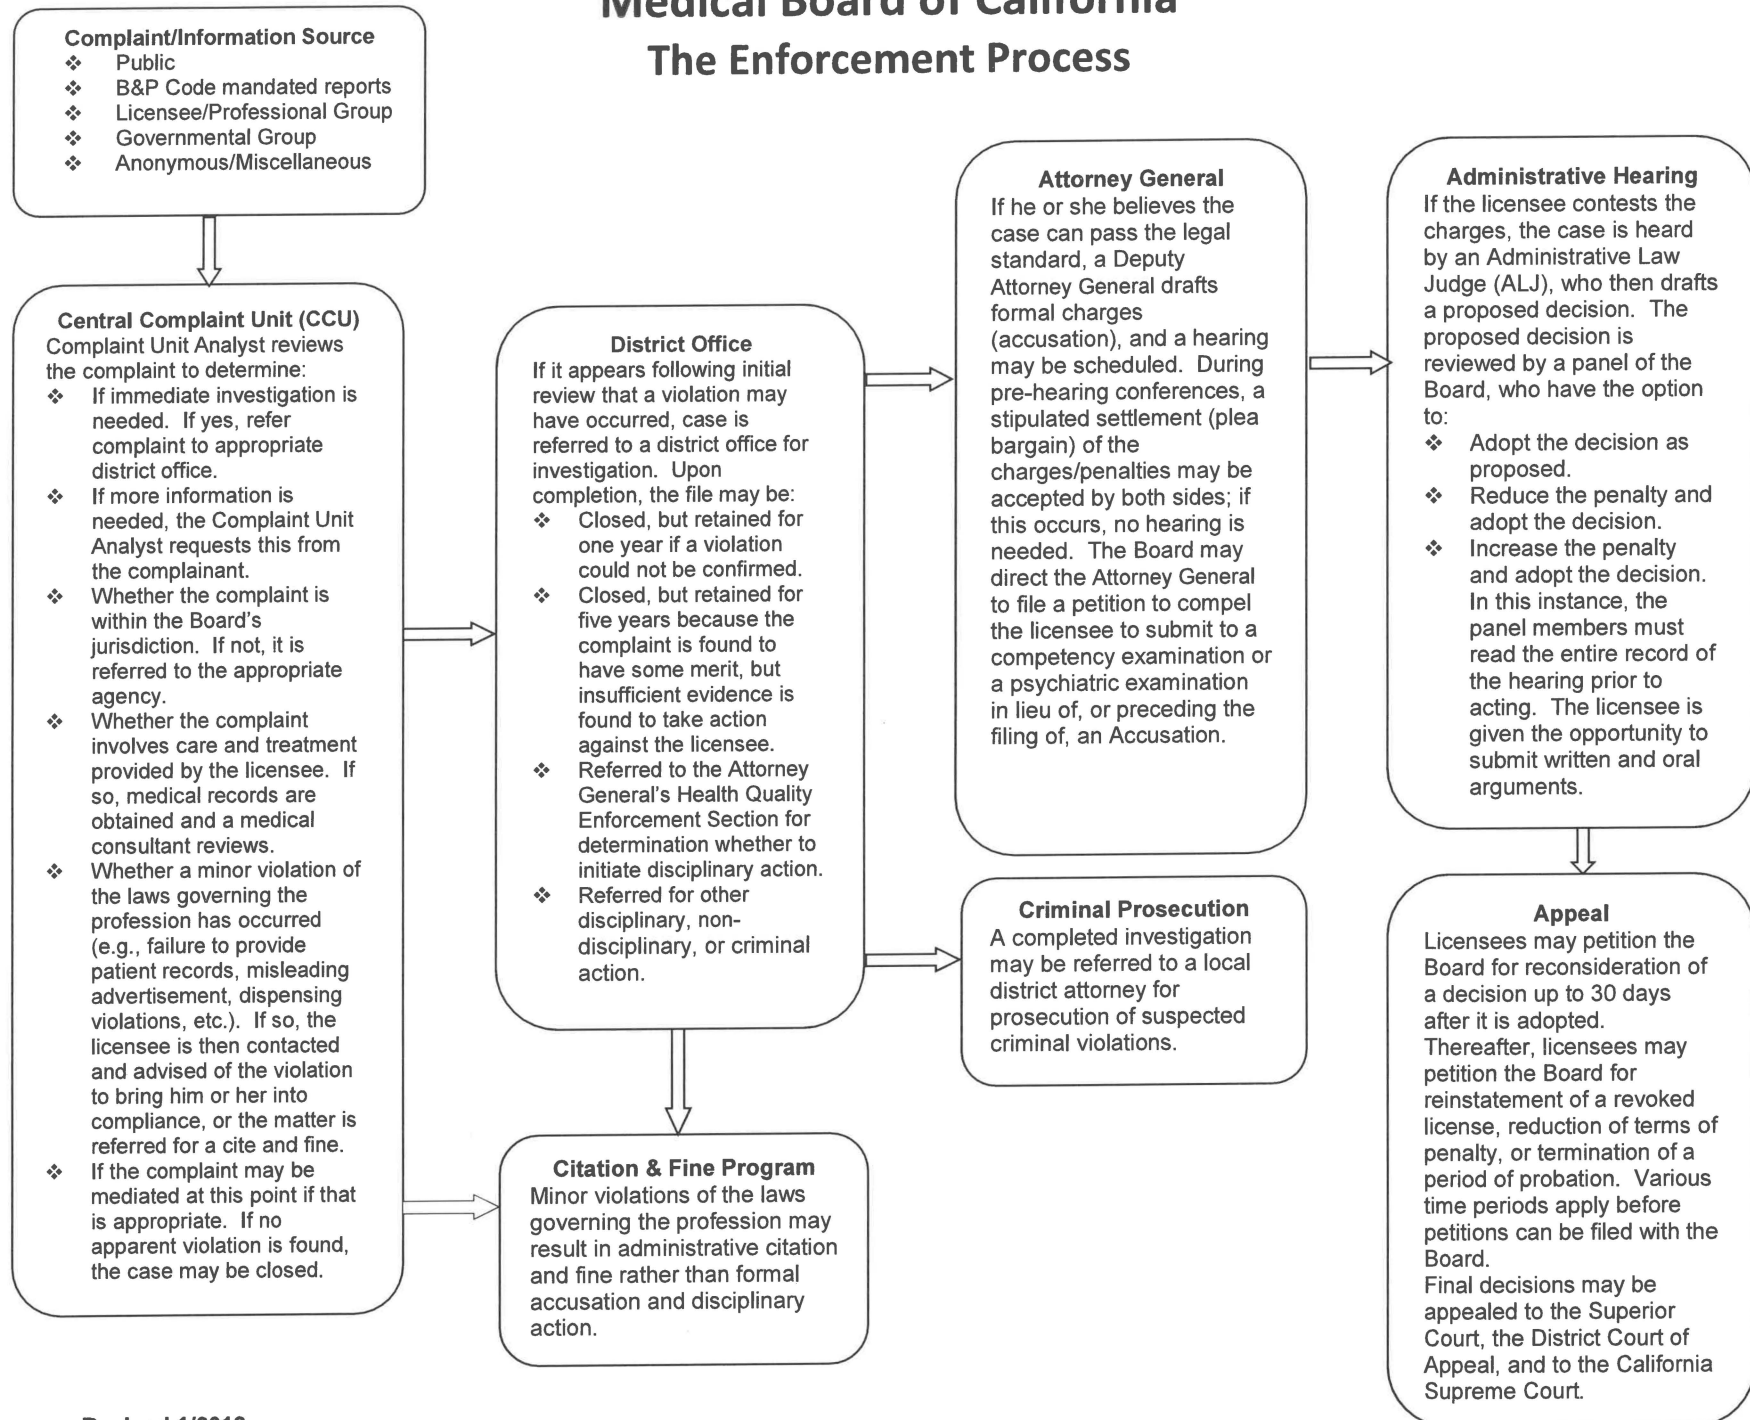 Medical Board of California
The Enforcement Process
Complaint/Information Source
❖ Public
❖ B&P Code mandated reports
❖ Licensee/Professional Group
❖ Governmental Group
❖ Anonymous/Miscellaneous
Central Complaint Unit (CCU)
Complaint Unit Analyst reviews
the complaint to determine:
❖ If immediate investigation is
needed. If yes, refer
complaint to appropriate
district office.
❖ If more information is
needed, the Complaint Unit
Analyst requests this from
the complainant.
❖ Whether the complaint is
within the Board's
jurisdiction. If not, it is
referred to the appropriate
agency.
❖ Whether the complaint
involves care and treatment
provided by the licensee. If
so, medical records are
obtained and a medical
consultant reviews.
❖ Whether a minor violation of
the laws governing the
profession has occurred
(e.g., failure to provide
patient records, misleading
advertisement, dispensing
violations, etc.). If so, the
licensee is then contacted
and advised of the violation
to bring him or her into
compliance, or the matter is
referred for a cite and fine.
❖ If the complaint may be
mediated at this point if that
is appropriate. If no
apparent violation is found,
the case may be closed.
District Office
If it appears following initial
review that a violation may
have occurred, case is
referred to a district office for
investigation. Upon
completion, the file may be:
❖ Closed, but retained for
one year if a violation
could not be confirmed.
❖ Closed, but retained for
five years because the
complaint is found to
have some merit, but
insufficient evidence is
found to take action
against the licensee.
❖ Referred to the Attorney
General's Health Quality
Enforcement Section for
determination whether to
initiate disciplinary action.
❖ Referred for other
disciplinary, non-
disciplinary, or criminal
action.
Citation & Fine Program
Minor violations of the laws
governing the profession may
result in administrative citation
and fine rather than formal
accusation and disciplinary
action.
Attorney General
If he or she believes the
case can pass the legal
standard, a Deputy
Attorney General drafts
formal charges
(accusation), and a hearing
may be scheduled. During
pre-hearing conferences, a
stipulated settlement (plea
bargain) of the
charges/penalties may be
accepted by both sides; if
this occurs, no hearing is
needed. The Board may
direct the Attorney General
to file a petition to compel
the licensee to submit to a
competency examination or
a psychiatric examination
in lieu of, or preceding the
filing of, an Accusation.
Criminal Prosecution
A completed investigation
may be referred to a local
district attorney for
prosecution of suspected
criminal violations.
Administrative Hearing
If the licensee contests the
charges, the case is heard
by an Administrative Law
Judge (ALJ), who then drafts
a proposed decision. The
proposed decision is
reviewed by a panel of the
Board, who have the option
to:
❖ Adopt the decision as
proposed.
❖ Reduce the penalty and
adopt the decision.
❖ Increase the penalty
and adopt the decision.
In this instance, the
panel members must
read the entire record of
the hearing prior to
acting. The licensee is
given the opportunity to
submit written and oral
arguments.
Appeal
Licensees may petition the
Board for reconsideration of
a decision up to 30 days
after it is adopted.
Thereafter, licensees may
petition the Board for
reinstatement of a revoked
license, reduction of terms of
penalty, or termination of a
period of probation. Various
time periods apply before
petitions can be filed with the
Board.
Final decisions may be
appealed to the Superior
Court, the District Court of
Appeal, and to the California
Supreme Court.